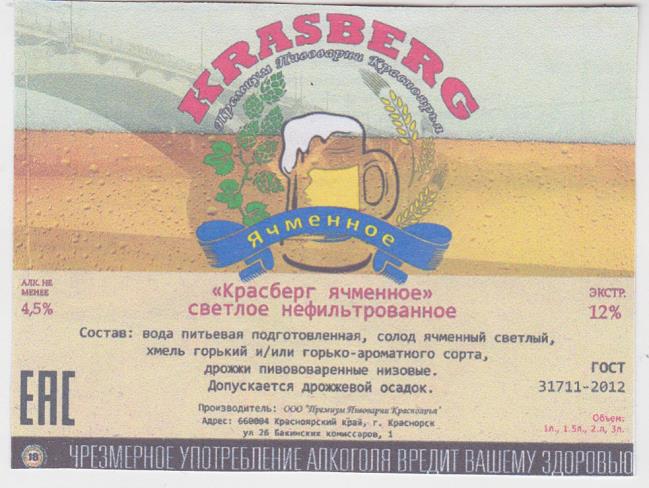 KRASBERG
Премиум Пивоварни Красноярья
Ячменное
АЛК. НЕ
МЕНЕЕ
4,5%
«Красберг ячменное»
светлое нефильтрованное
ЭКСТР.
12%
Состав: вода питьевая подготовленная, солод ячменный светлый,
хмель горький и/или горько-ароматного сорта,
дрожжи пивововаренные низовые.
Допускается дрожжевой осадок.
ГОСТ
31711-2012
EAC
Производитель: ООО "Премиум Пивоварни Красноярья"
Адрес: 660004 Красноярский край, г. Красноярск
ул 26 Бакинских комиссаров, 1
Объем:
1л., 1.5л., 2.л, 3л.
18
ЧРЕЗМЕРНОЕ УПОТРЕБЛЕНИЕ АЛКОГОЛЯ ВРЕДИТ ВАШЕМУ ЗДОРОВЬЮ